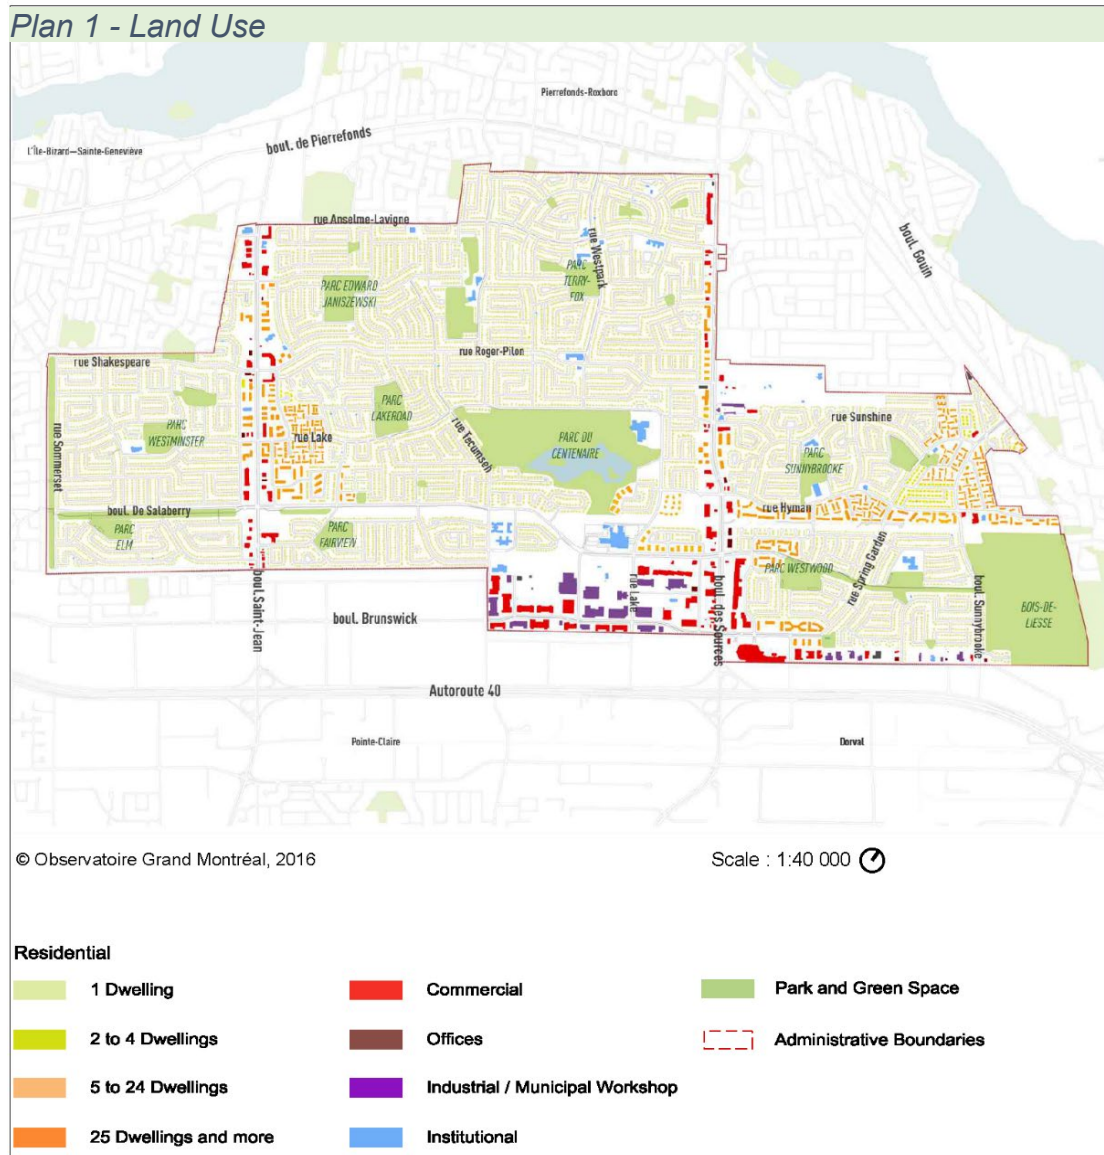 Plan 1 - Land Use
Pierrefonds-Roxboro
boul. de Pierrefonds
L'Île-Bizard—Sainte-Geneviève
rue Anselme-Lavigne
rue Westpark
boul. Gouin
PARC
TERRY-
FOX
PARC EDWARD
JANISZEWSKI
rue Roger-Pilon
rue Shakespeare
PARC
LAKEROAD
rue Sunshine
rue Sommerset
PARC
WESTMINSTER
rue Lake
rue Tecumseh
PARC DU
CENTENAIRE
PARC
SUNNYBROOKE
boul. De Salaberry
rue Hyman
PARC
ELM
PARC
FAIRVIEW
rue Spring Garden
PARC WESTWOOD
boul. Saint-Jean
rue Lake
boul. des Sources
boul. Sunnybrooke
BOIS-DE-
LIESSE
boul. Brunswick
Autoroute 40
Pointe-Claire
Dorval
© Observatoire Grand Montréal, 2016
Scale : 1:40 000
Residential
1 Dwelling
Commercial
Park and Green Space
2 to 4 Dwellings
Offices
Administrative Boundaries
5 to 24 Dwellings
Industrial / Municipal Workshop
25 Dwellings and more
Institutional